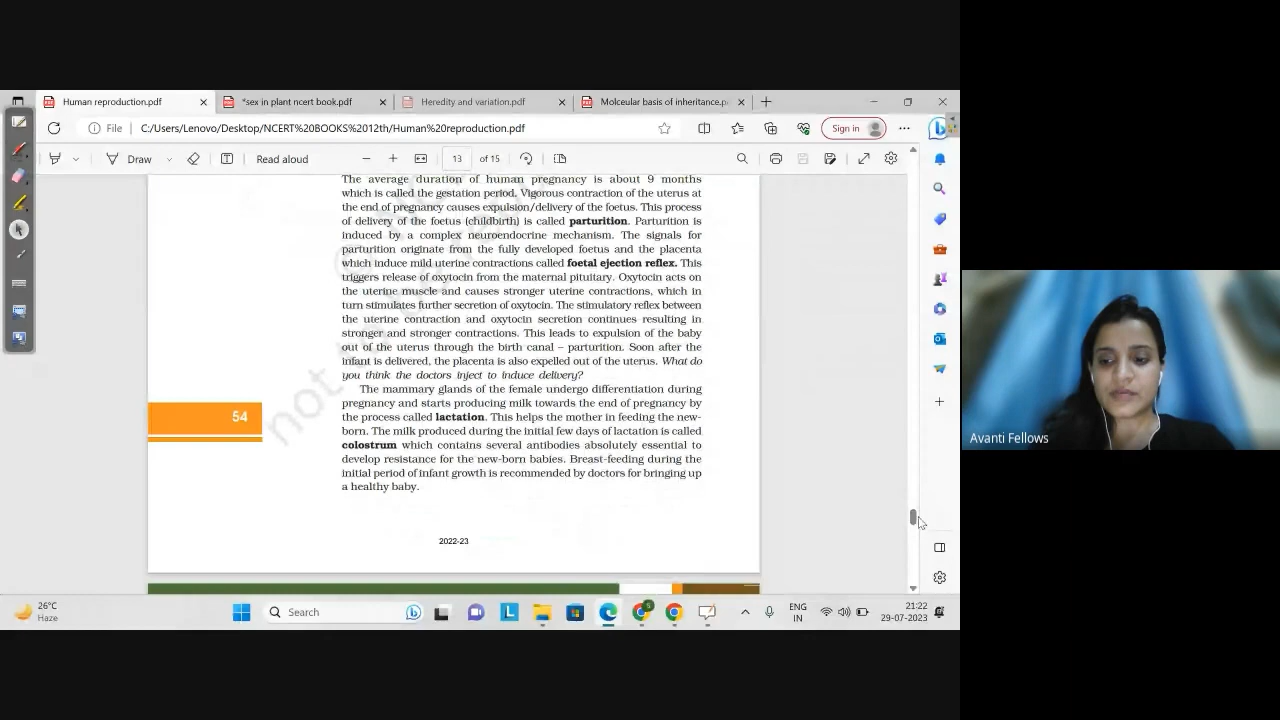 Human reproduction.pdf
*sex in plant ncert book.pdf
Heredity and variation.pdf
Molceular basis of inheritance.p
File
C:/Users/Lenovo/Desktop/NCERT%20BOOKS%2012th/Human%20reproduction.pdf
Sign in
Draw
Read aloud
13 of 15
The average duration of human pregnancy is about 9 months
which is called the gestation period. Vigorous contraction of the uterus at
the end of pregnancy causes expulsion/delivery of the foetus. This process
of delivery of the foetus (childbirth) is called parturition. Parturition is
induced by a complex neuroendocrine mechanism. The signals for
parturition originate from the fully developed foetus and the placenta
which induce mild uterine contractions called foetal ejection reflex. This
triggers release of oxytocin from the maternal pituitary. Oxytocin acts on
the uterine muscle and causes stronger uterine contractions, which in
turn stimulates further secretion of oxytocin. The stimulatory reflex between
the uterine contraction and oxytocin secretion continues resulting in
stronger and stronger contractions. This leads to expulsion of the baby
out of the uterus through the birth canal – parturition. Soon after the
infant is delivered, the placenta is also expelled out of the uterus. What do
you think the doctors inject to induce delivery?
The mammary glands of the female undergo differentiation during
pregnancy and starts producing milk towards the end of pregnancy by
the process called lactation. This helps the mother in feeding the new-
born. The milk produced during the initial few days of lactation is called
colostrum which contains several antibodies absolutely essential to
develop resistance for the new-born babies. Breast-feeding during the
initial period of infant growth is recommended by doctors for bringing up
a healthy baby.
54
not
2022-23
Avanti Fellows
26°C
Haze
Search
L
5
ENG
IN
21:22
29-07-2023